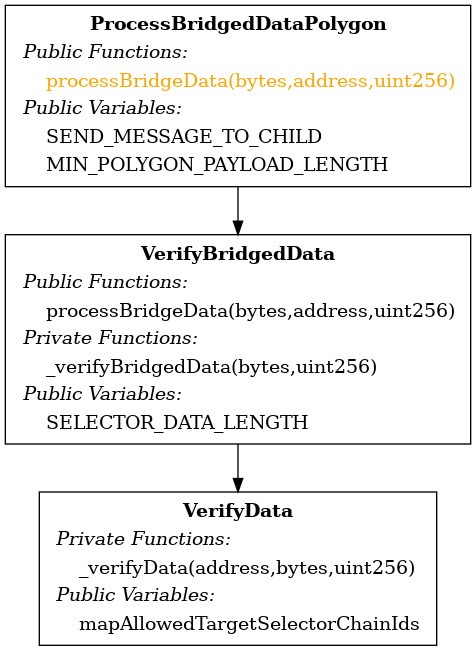 ProcessBridgedDataPolygon
Public Functions:
processBridgeData(bytes,address,uint256)
Public Variables:
SEND_MESSAGE_TO_CHILD
MIN_POLYGON_PAYLOAD_LENGTH
VerifyBridgedData
Public Functions:
processBridgeData(bytes,address,uint256)
Private Functions:
_verifyBridgedData(bytes,uint256)
Public Variables:
SELECTOR_DATA_LENGTH
VerifyData
Private Functions:
_verifyData(address,bytes,uint256)
Public Variables:
mapAllowedTargetSelectorChainIds